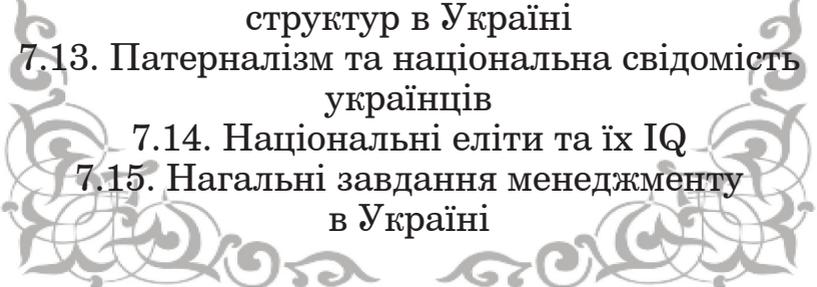 структур в Україні
7.13. Патерналізм та національна свідомість
українців
7.14. Національні еліти та їх IQ
7.15. Нагальні завдання менеджменту
в Україні